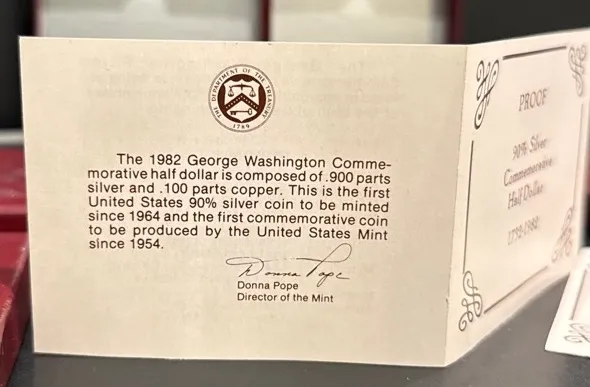 THE DEPARTMENT OF THE TREASURY
1789
The 1982 George Washington Comme-
morative half dollar is composed of .900 parts
silver and .100 parts copper. This is the first
United States 90% silver coin to be minted
since 1964 and the first commemorative coin
to be produced by the United States Mint
since 1954.
Donna Pope
Donna Pope
Director of the Mint
PROOF
90% Silver
Commemorative
Half Dollar
1732-1982